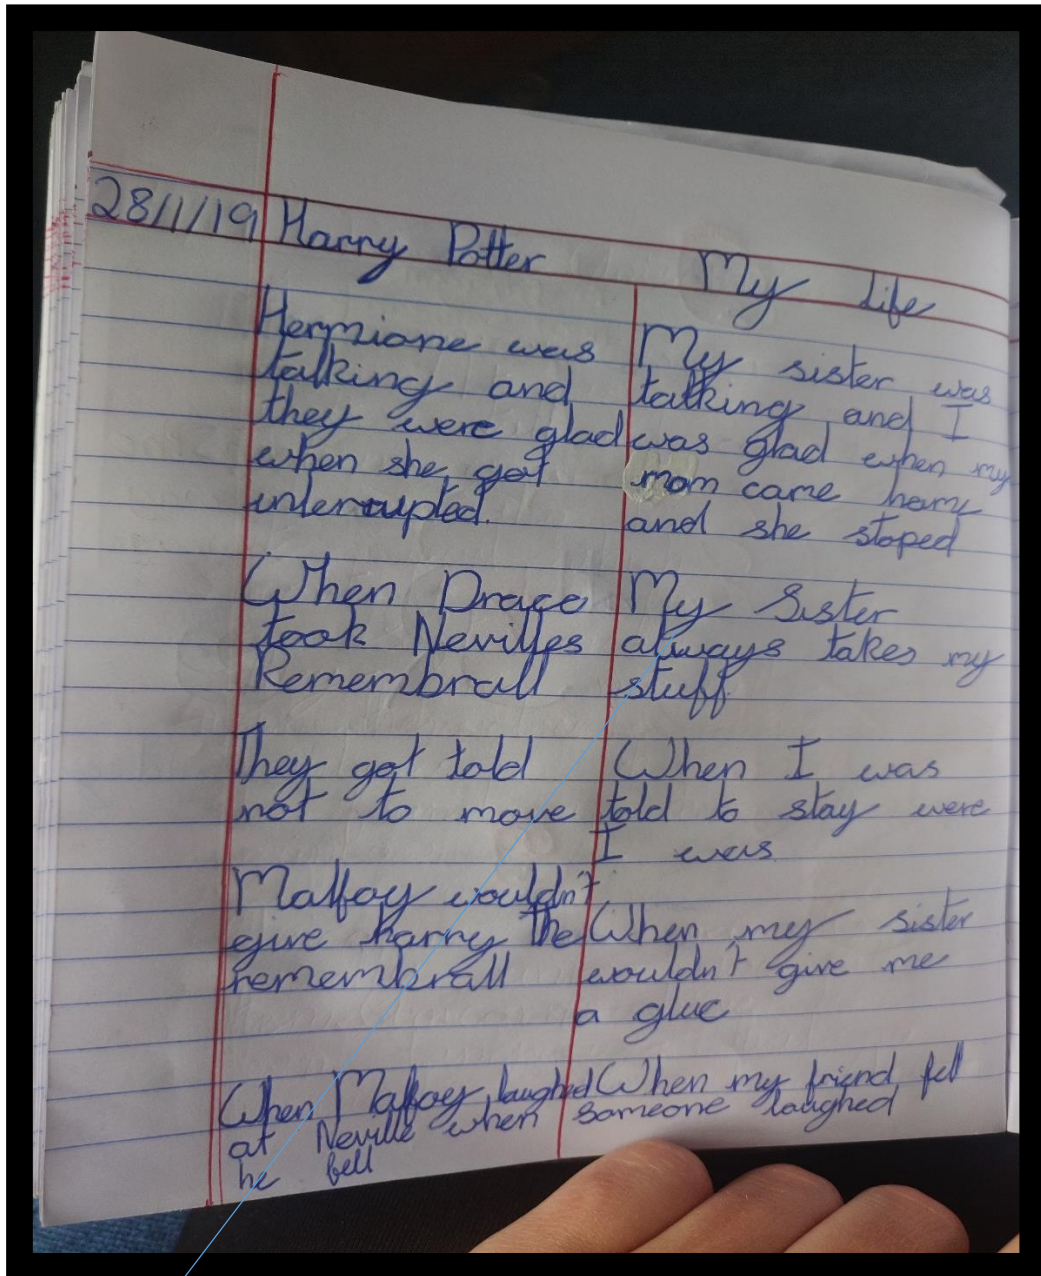 28/1/19 Harry Potter My Life
Hermione was
talking and
they were glad
when she got
interrupted.
My sister was
talking and I
was glad when my
mom came home
and she stoped
When Draco
took Nevilles
Remembrall
My Sister
always takes my
stuff.
They got told
not to move
When I was
told to stay were
I was
Malfoy wouldn't
give harry the
remembrall
When my sister
wouldn't give me
a glue
When Malfoy laughed
at Neville when
he fell
When my friend fell
someone laughed